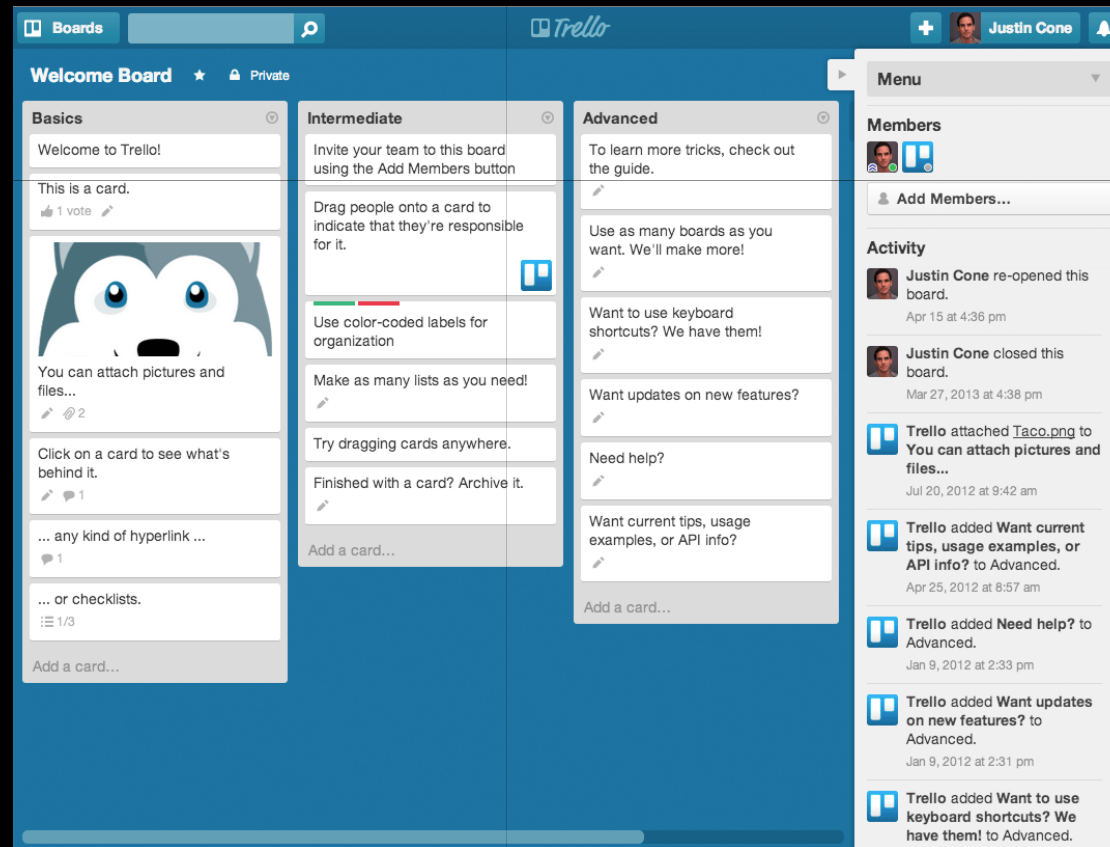 Boards
Trello
Justin Cone
Welcome Board
Private
Basics
Welcome to Trello!
This is a card.
1 vote
You can attach pictures and
files...
2
Click on a card to see what's
behind it.
1
... any kind of hyperlink ...
1
... or checklists.
1/3
Add a card...
Intermediate
Invite your team to this board
using the Add Members button
Drag people onto a card to
indicate that they're responsible
for it.
Use color-coded labels for
organization
Make as many lists as you need!
Try dragging cards anywhere.
Finished with a card? Archive it.
Add a card...
Advanced
To learn more tricks, check out
the guide.
Use as many boards as you
want. We'll make more!
Want to use keyboard
shortcuts? We have them!
Want updates on new features?
Need help?
Want current tips, usage
examples, or API info?
Add a card...
Menu
Members
Add Members...
Activity
Justin Cone re-opened this
board.
Apr 15 at 4:36 pm
Justin Cone closed this
board.
Mar 27, 2013 at 4:38 pm
Trello attached Taco.png to
You can attach pictures and
files...
Jul 20, 2012 at 9:42 am
Trello added Want current
tips, usage examples, or
API info? to Advanced.
Apr 25, 2012 at 8:57 am
Trello added Need help? to
Advanced.
Jan 9, 2012 at 2:33 pm
Trello added Want updates
on new features? to
Advanced.
Jan 9, 2012 at 2:31 pm
Trello added Want to use
keyboard shortcuts? We
have them! to Advanced.